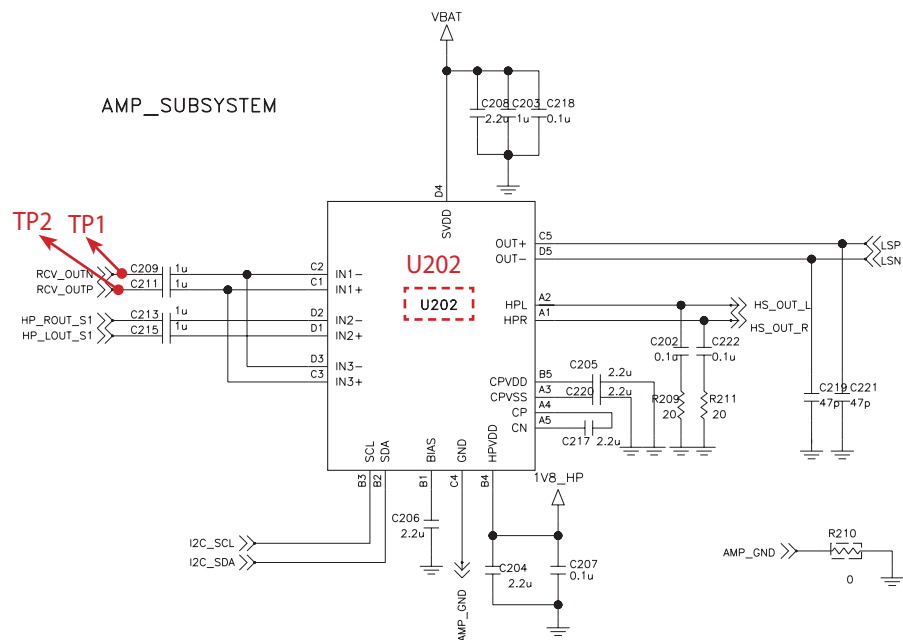 VBAT
AMP_SUBSYSTEM
C208 C203 C218
2.2u 1u 0.1u
D4
SVDD
TP2 TP1
RCV_OUTN C209 1u C2 IN1-
RCV_OUTP C211 1u C1 IN1+
HP_ROUT_S1 C213 1u D2 IN2-
HP_LOUT_S1 C215 1u D1 IN2+
D3 IN3-
C3 IN3+
U202
U202
OUT+ C5 LSP
OUT- D5 LSN
HPL A2 HS_OUT_L
HPR A1 HS_OUT_R
C202 C222
0.1u 0.1u
CPVDD B5 C205 2.2u
CPVSS A3 C220 2.2u
CP A4
CN A5 C217 2.2u
R209 R211
20 20
C219 C221
47p 47p
SCL SDA BIAS GND HPVDD
B3 B2 B1 C4 B4
1V8_HP
C206
2.2u
I2C_SCL
I2C_SDA
C204 C207
2.2u 0.1u
AMP_GND
AMP_GND R210
0